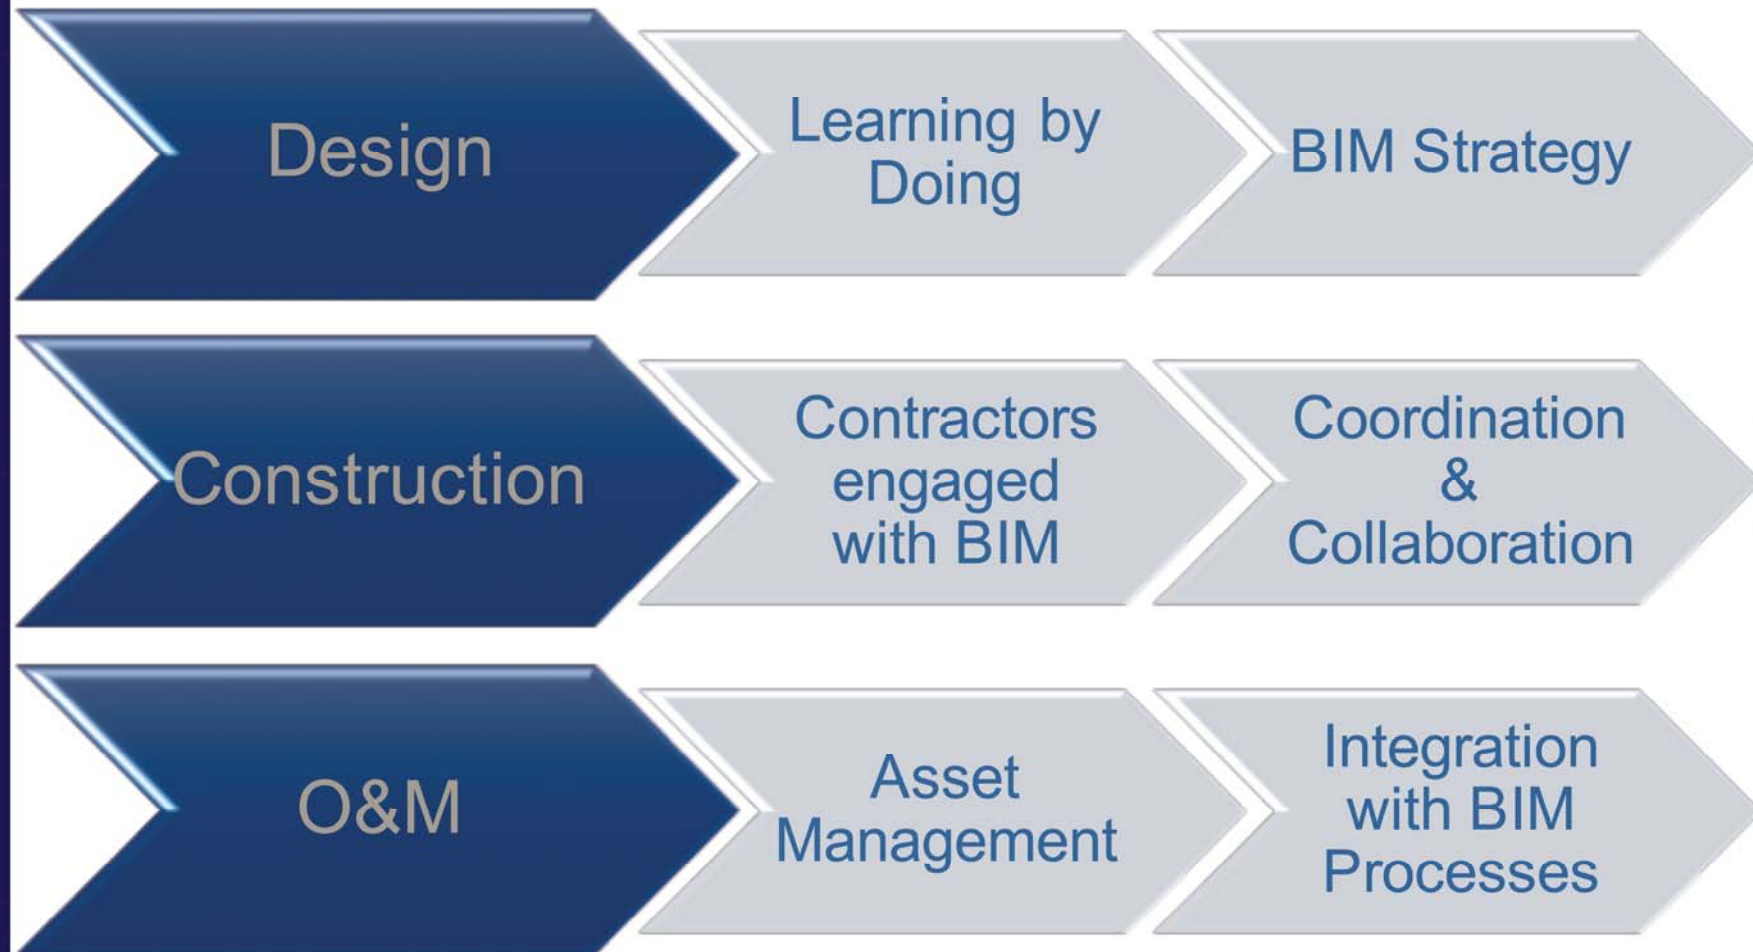 Design
Learning by
Doing
BIM Strategy
Construction
Contractors
engaged
with BIM
Coordination
&
Collaboration
O&M
Asset
Management
Integration
with BIM
Processes